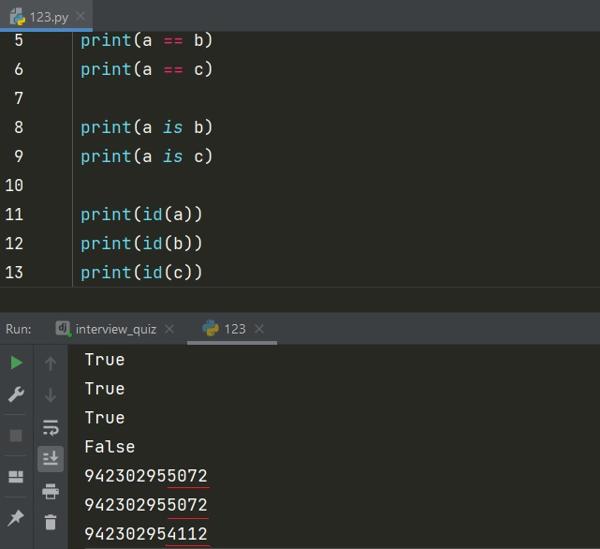 123.py
5 print(a == b)
6 print(a == c)
7
8 print(a is b)
9 print(a is c)
10
11 print(id(a))
12 print(id(b))
13 print(id(c))
Run: dj interview_quiz 123
True
True
True
False
942302955072
942302955072
942302954112